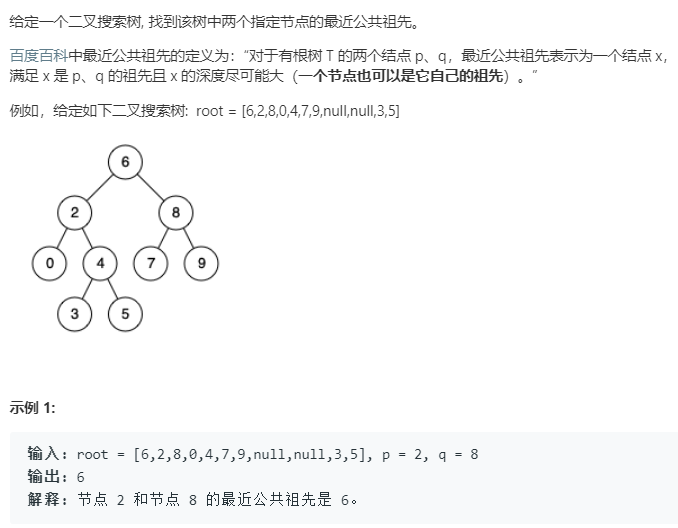 给定一个二叉搜索树, 找到该树中两个指定节点的最近公共祖先。
百度百科中最近公共祖先的定义为：“对于有根树 T 的两个结点 p、q，最近公共祖先表示为一个结点 x，
满足 x 是 p、q 的祖先且 x 的深度尽可能大（一个节点也可以是它自己的祖先）。”
例如，给定如下二叉搜索树: root = [6,2,8,0,4,7,9,null,null,3,5]
6
2 8
0 4 7 9
3 5
示例 1:
输入: root = [6,2,8,0,4,7,9,null,null,3,5], p = 2, q = 8
输出: 6
解释: 节点 2 和节点 8 的最近公共祖先是 6。